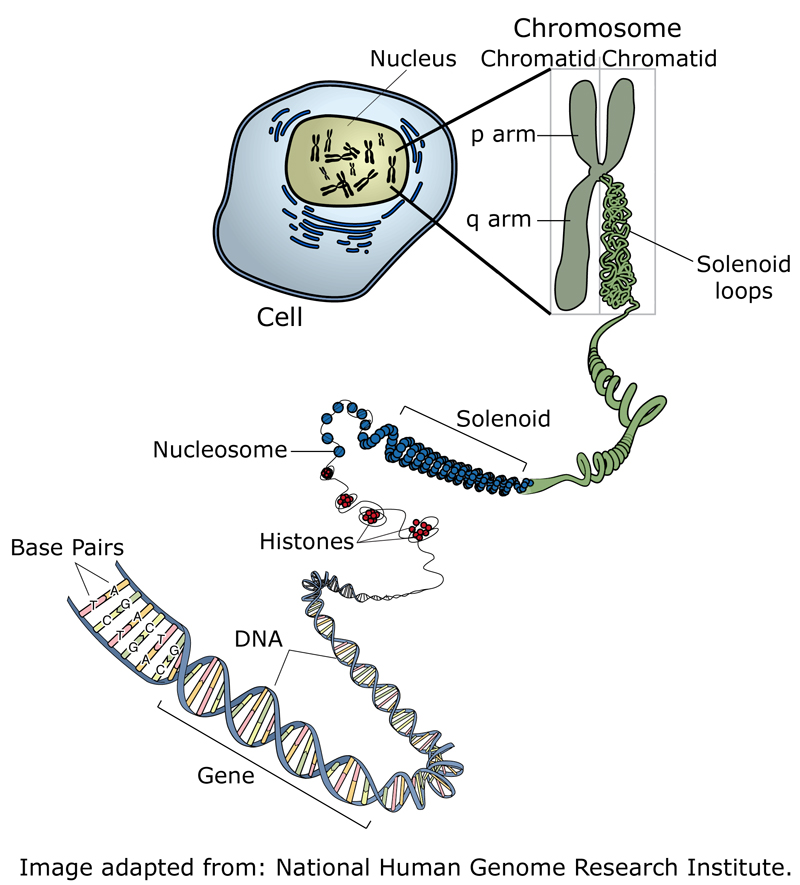 Chromosome
Nucleus
Chromatid Chromatid
p arm
q arm
Solenoid
loops
Cell
Solenoid
Nucleosome
Histones
Base Pairs
T A
C G
T A
G C
A T
C G
DNA
Gene
Image adapted from: National Human Genome Research Institute.